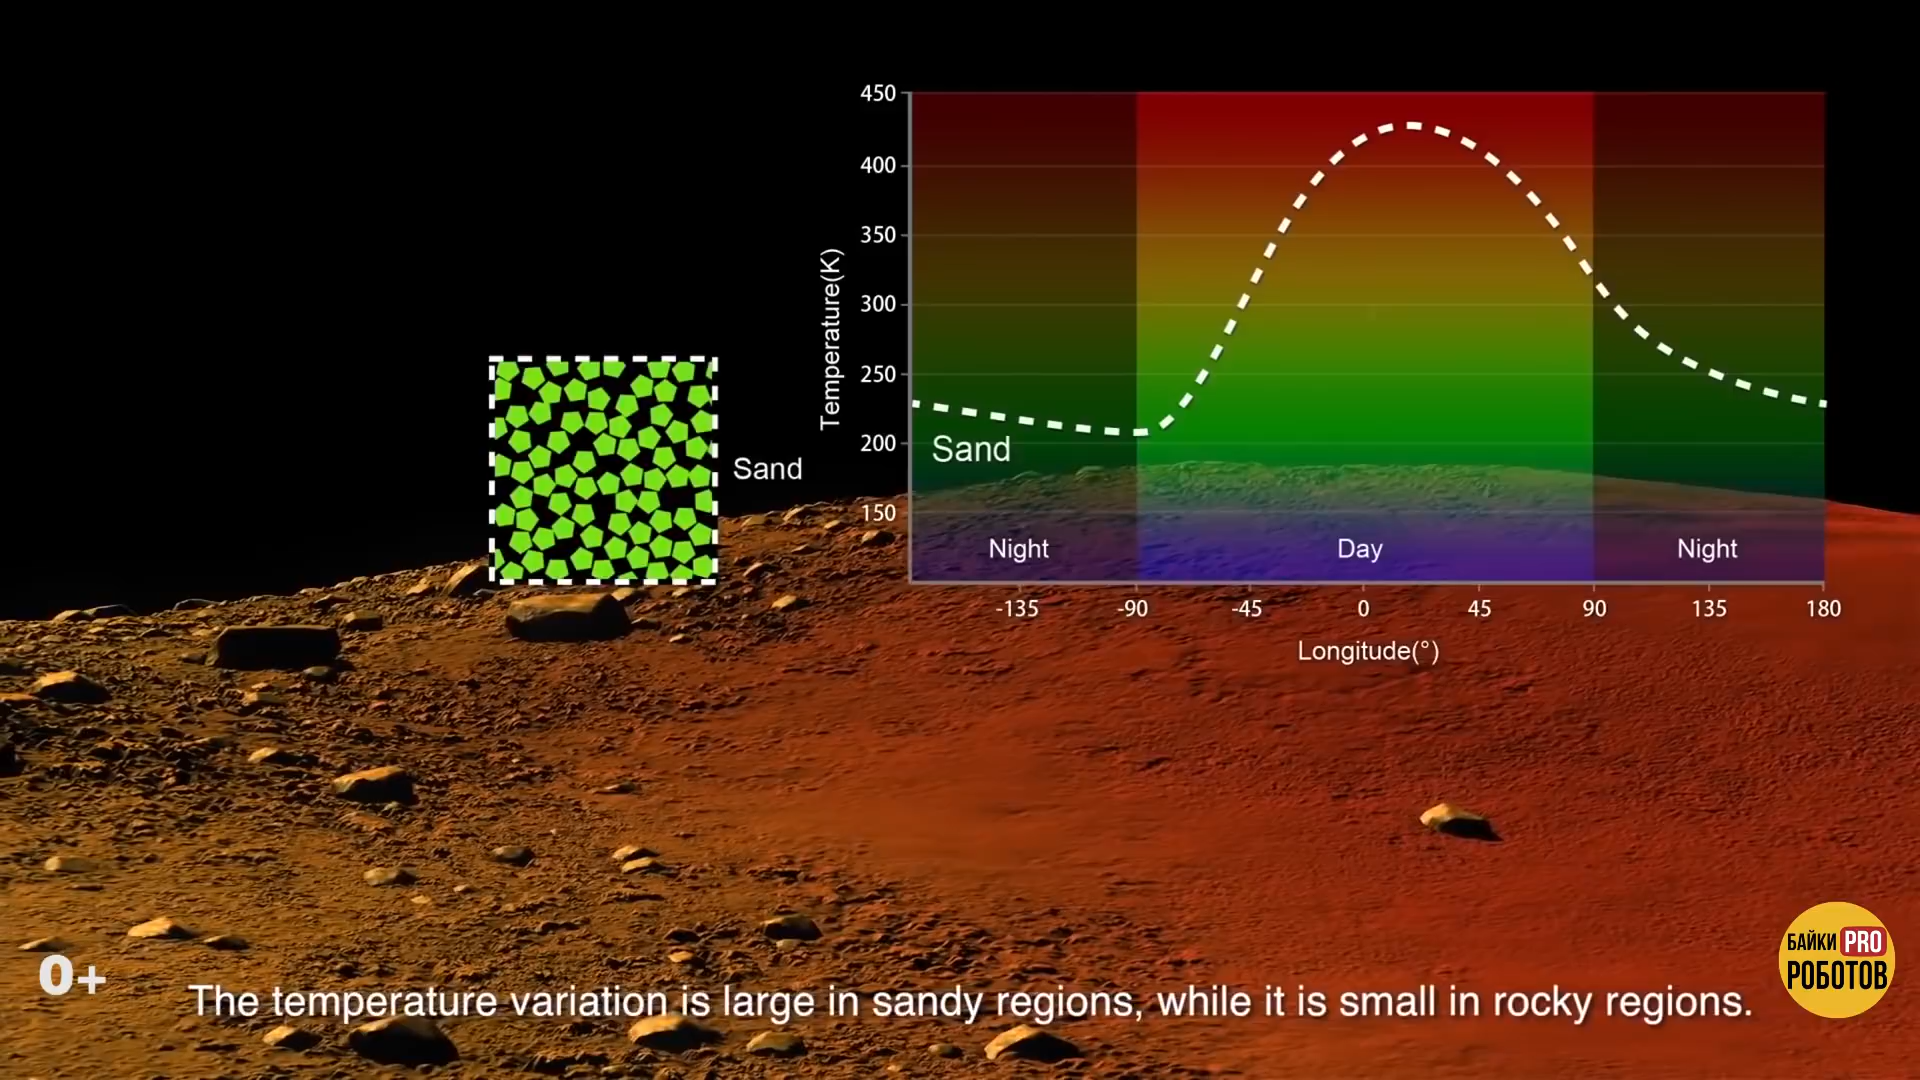 450
400
350
300
250
200
150
Temperature(K)
Sand
Sand
Night
Day
Night
-135
-90
-45
0
45
90
135
180
Longitude(°)
0+
The temperature variation is large in sandy regions, while it is small in rocky regions.
БАЙКИ PRO
РОБОТОВ